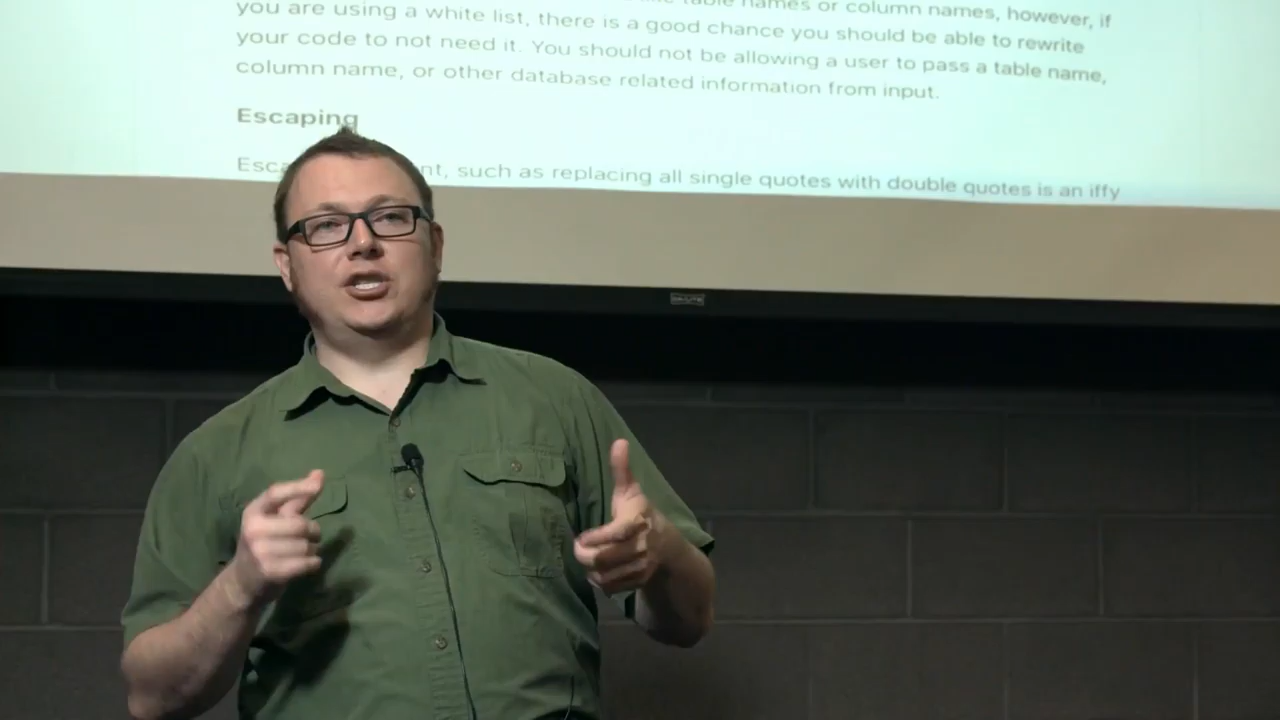 table names or column names, however, if
you are using a white list, there is a good chance you should be able to rewrite
your code to not need it. You should not be allowing a user to pass a table name,
column name, or other database related information from input.
Escaping
such as replacing all single quotes with double quotes is an iffy
DA-LITE